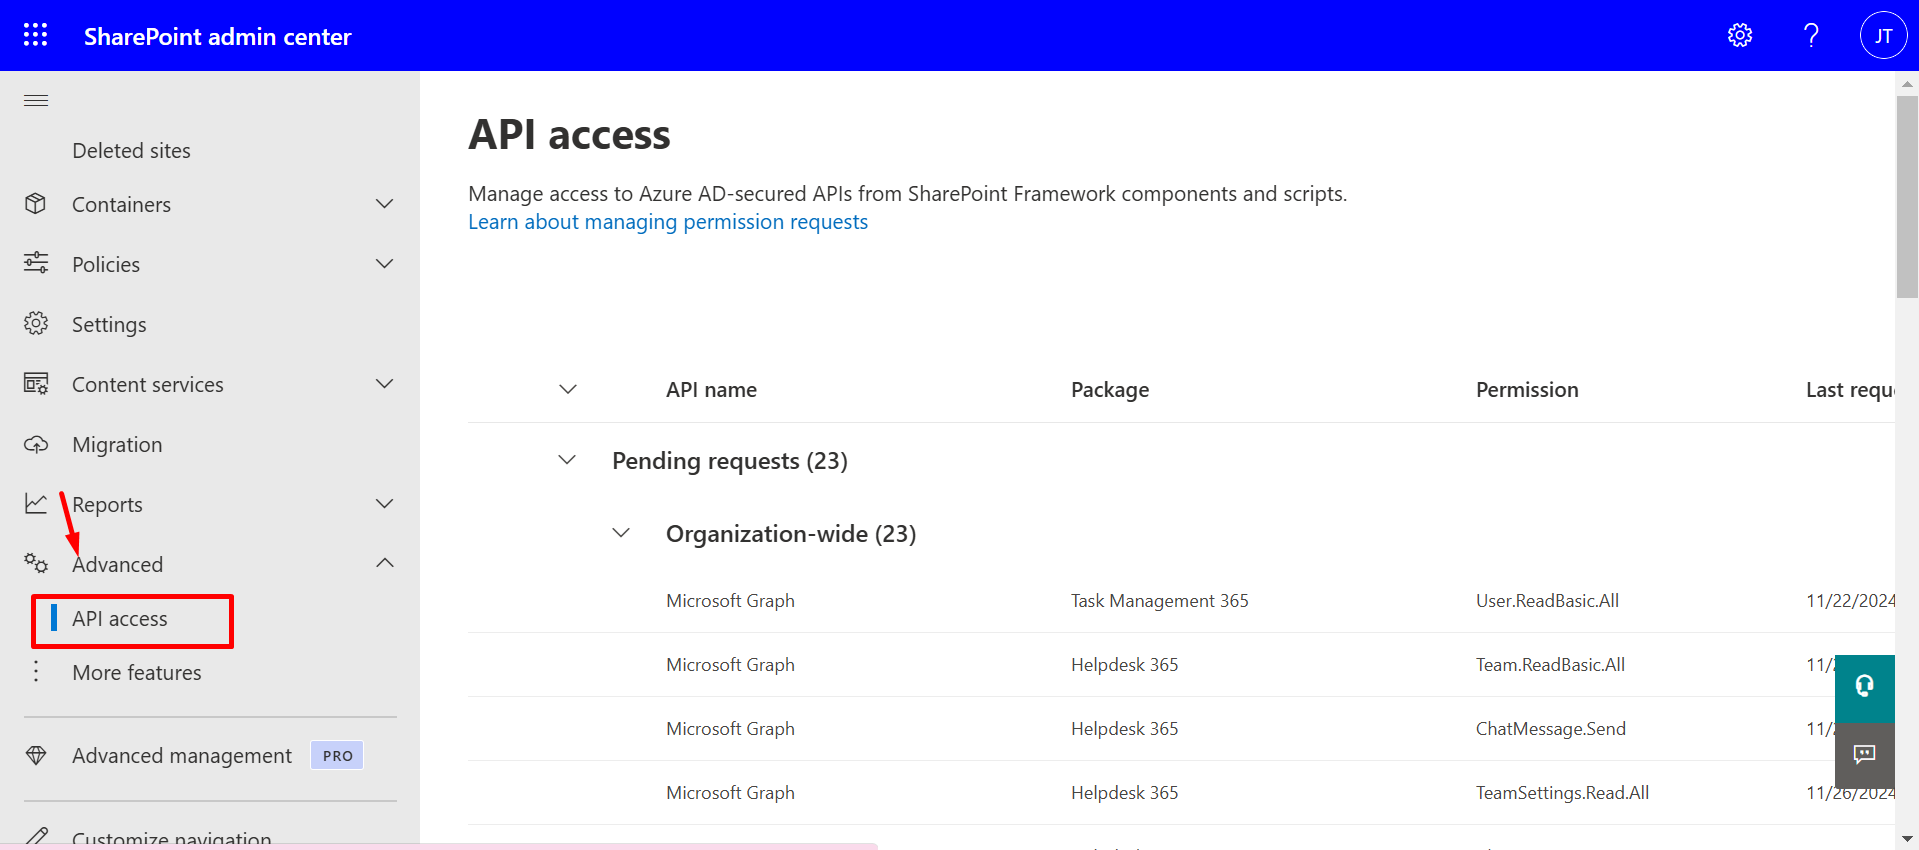 SharePoint admin center
JT
Deleted sites
Containers
Policies
Settings
Content services
Migration
Reports
Advanced
API access
More features
Advanced management PRO
Customize navigation
API access
Manage access to Azure AD-secured APIs from SharePoint Framework components and scripts.
Learn about managing permission requests
API name Package Permission Last reque
Pending requests (23)
Organization-wide (23)
Microsoft Graph Task Management 365 User.ReadBasic.All 11/22/2024
Microsoft Graph Helpdesk 365 Team.ReadBasic.All 11/
Microsoft Graph Helpdesk 365 ChatMessage.Send 11/
Microsoft Graph Helpdesk 365 TeamSettings.Read.All 11/26/2024